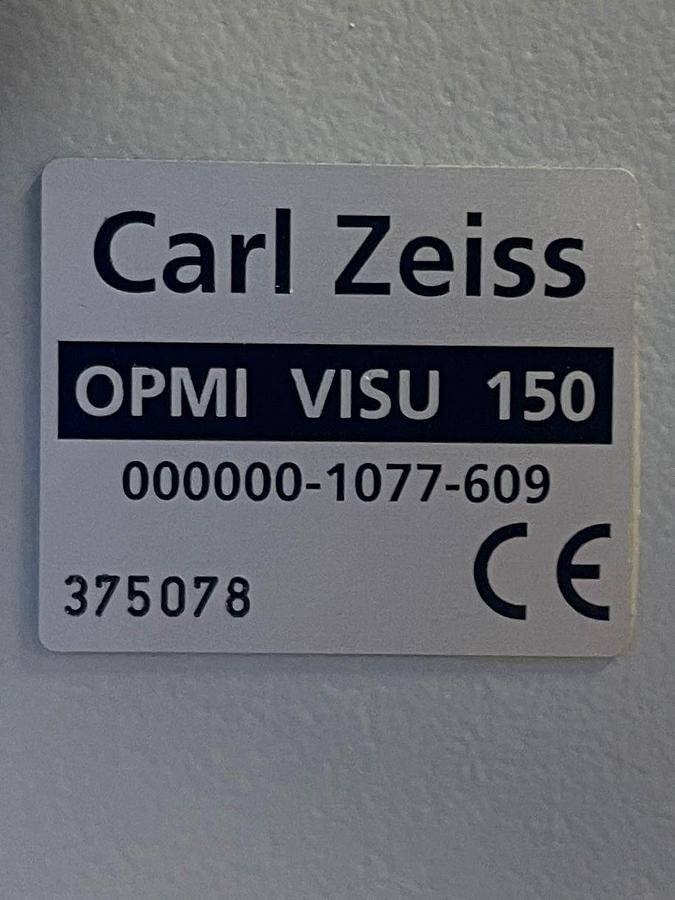 Carl Zeiss
OPMI VISU 150
000000-1077-609
CE
375078